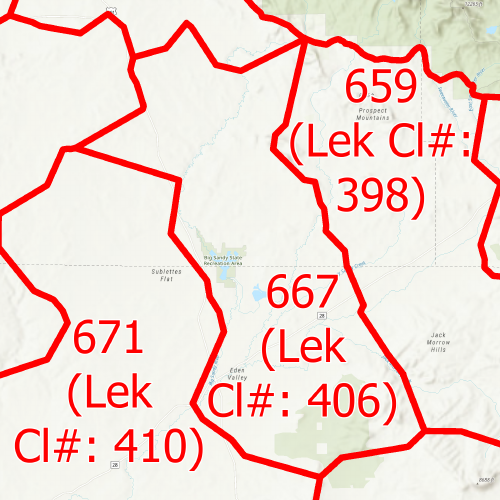 659
(Lek Cl#:
398)
Prospect
Mountains
Big Sandy State
Recreation Area
Sublettes
Flat
667
(Lek
Cl#: 406)
28
671
(Lek
Cl#: 410)
Jack
Morrow
Hills
Eden
Valley
28